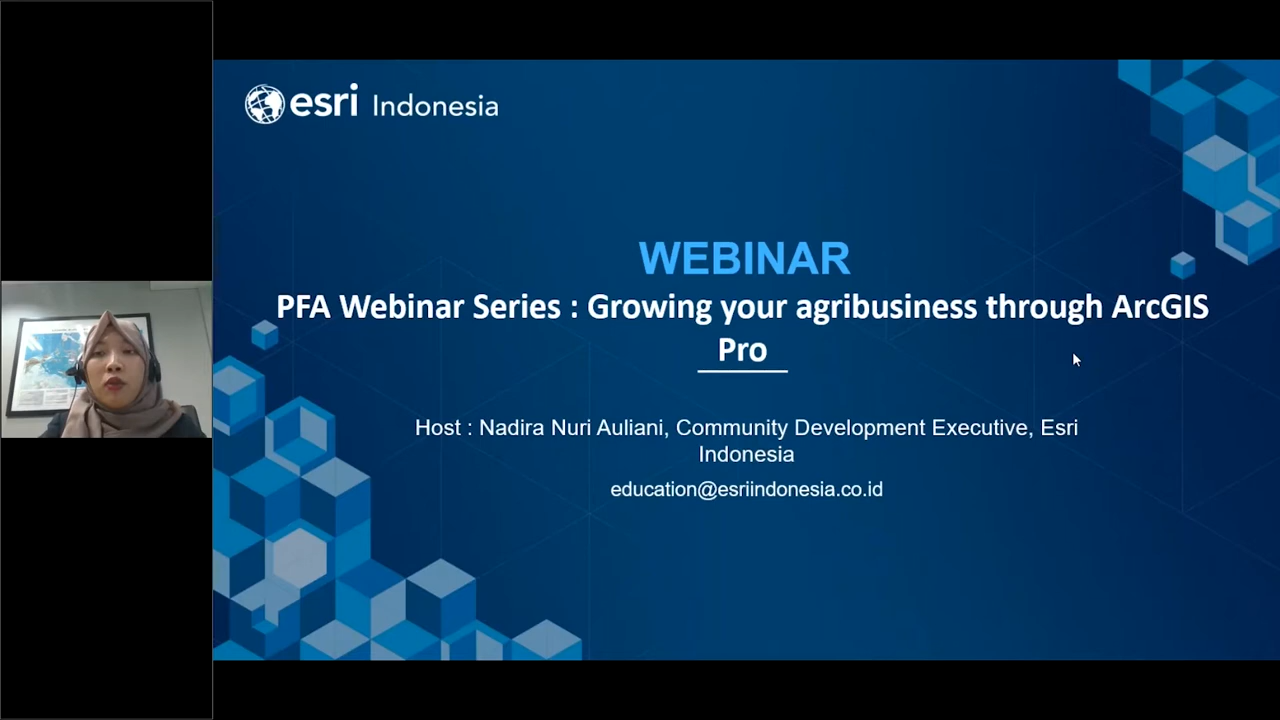 esri Indonesia
WEBINAR
PFA Webinar Series : Growing your agribusiness through ArcGIS
Pro
Host : Nadira Nuri Auliani, Community Development Executive, Esri
Indonesia
education@esriindonesia.co.id